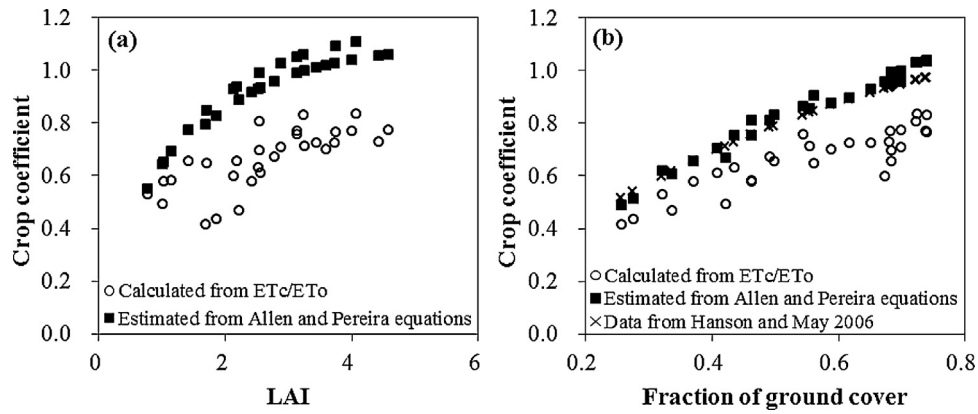 (a)
Crop coefficient
1.2
1.0
0.8
0.6
0.4
0.2
0.0
Calculated from ETc/ETo
Estimated from Allen and Pereira equations
0 2 4 6
LAI
(b)
Crop coefficient
1.2
1.0
0.8
0.6
0.4
0.2
0.0
Calculated from ETc/ETo
Estimated from Allen and Pereira equations
Data from Hanson and May 2006
0.2 0.4 0.6 0.8
Fraction of ground cover